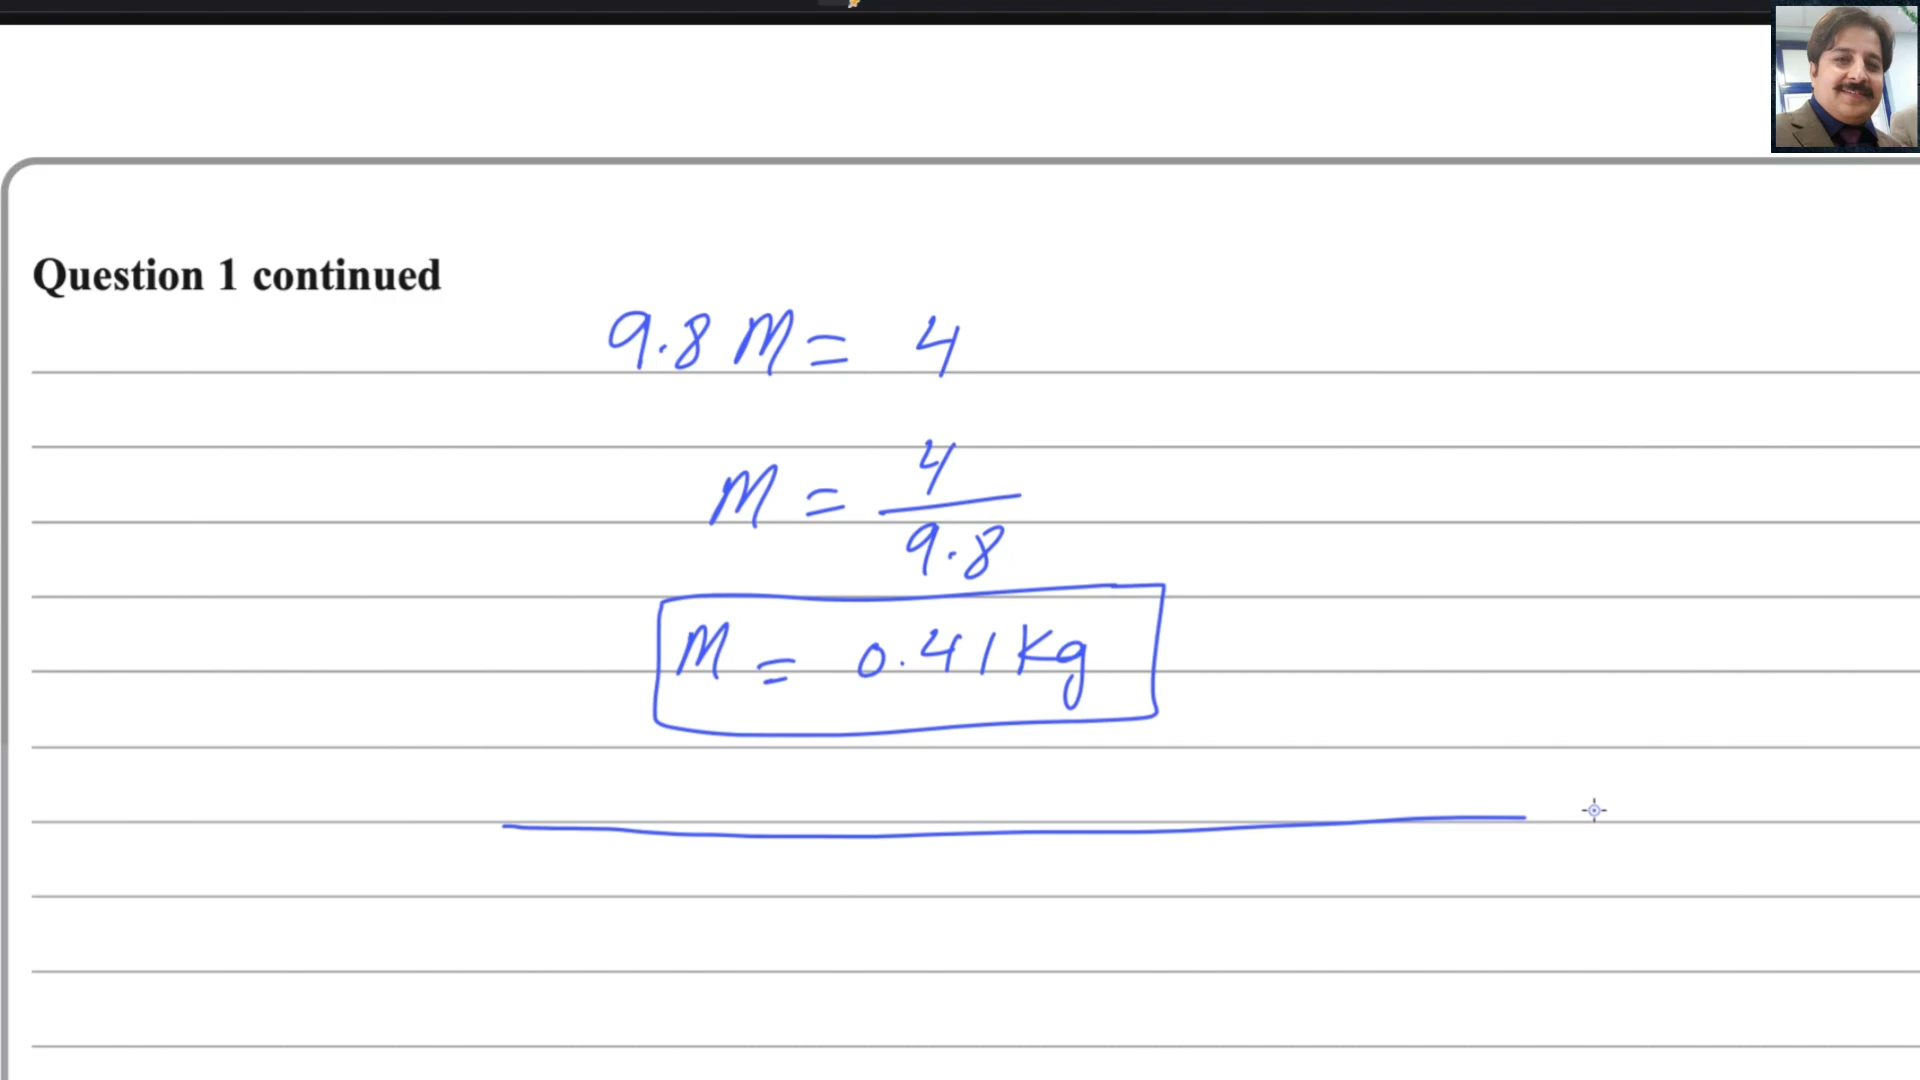 Question 1 continued
9.8 M = 4
M = 4/9.8
M = 0.41 Kg